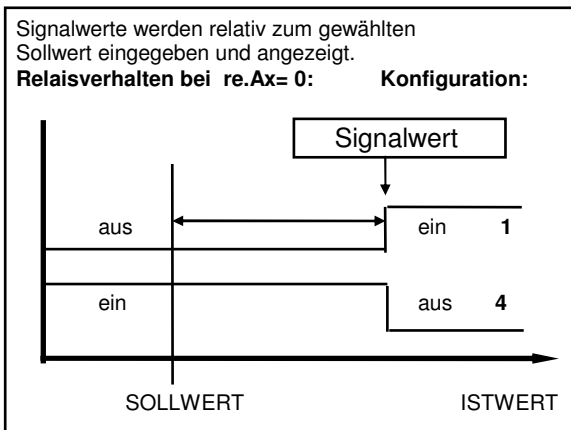 Signalwerte werden relativ zum gewählten
Sollwert eingegeben und angezeigt.
Relaisverhalten bei re.Ax= 0: Konfiguration:
Signalwert
aus ein 1
ein aus 4
SOLLWERT ISTWERT